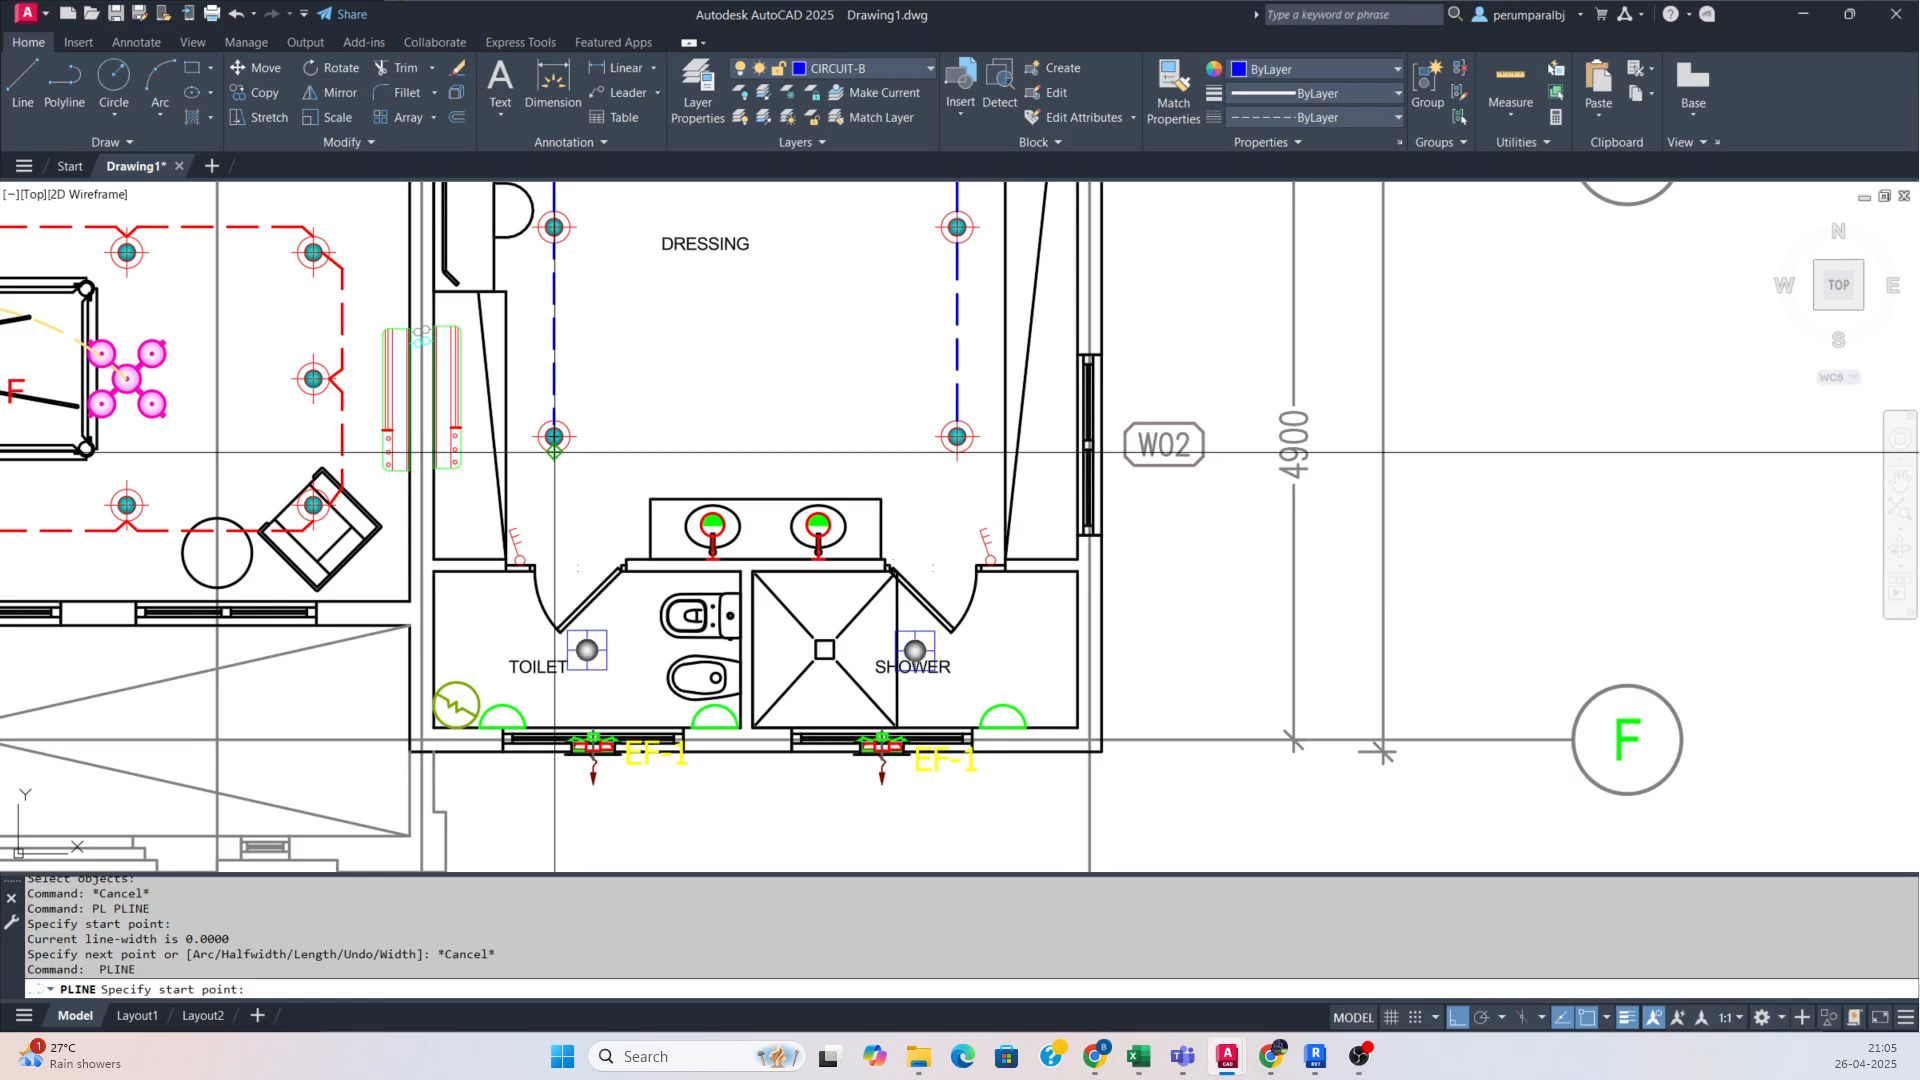 A
CAD
Share
Autodesk AutoCAD 2025
Drawing1.dwg
Type a keyword or phrase
perumparalbj
Home
Insert
Annotate
View
Manage
Output
Add-ins
Collaborate
Express Tools
Featured Apps
Line
Polyline
Circle
Arc
Move
Rotate
Trim
Copy
Mirror
Fillet
Stretch
Scale
Array
Draw
Modify
Text
Dimension
Linear
Leader
Table
Annotation
Layer
Properties
CIRCUIT-B
Make Current
Match Layer
Layers
Insert
Detect
Create
Edit
Edit Attributes
Block
Match
Properties
ByLayer
ByLayer
ByLayer
Properties
Group
Groups
Measure
Utilities
Paste
Clipboard
Base
View
Start
Drawing1*
[−][Top][2D Wireframe]
DRESSING
F
W02
4900
TOILET
SHOWER
EF-1
EF-1
F
N
W
TOP
E
S
WCS
Y
X
Select objects:
Command: *Cancel*
Command: PL PLINE
Specify start point:
Current line-width is 0.0000
Specify next point or [Arc/Halfwidth/Length/Undo/Width]: *Cancel*
Command:  PLINE
PLINE Specify start point:
Model
Layout1
Layout2
MODEL
1:1
1
27°C
Rain showers
Search
21:05
26-04-2025